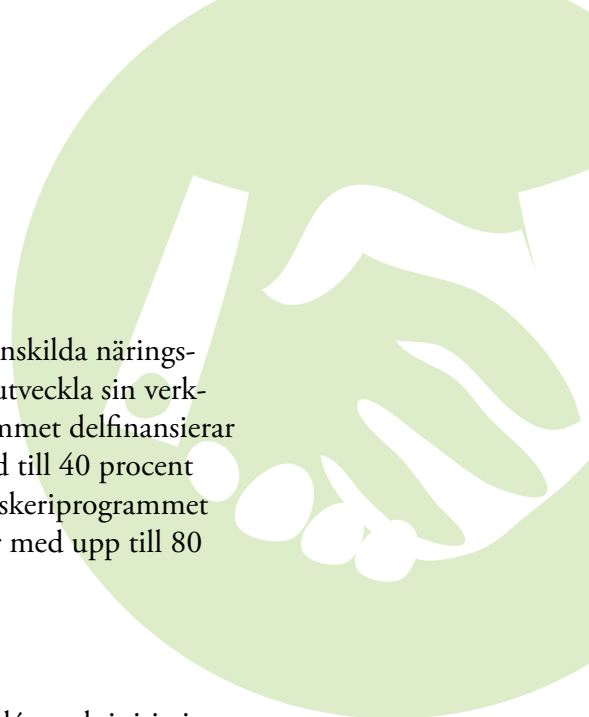 nskilda närings-
utveckla sin verk-
mmet delfinansierar
d till 40 procent
skeriprogrammet
med upp till 80